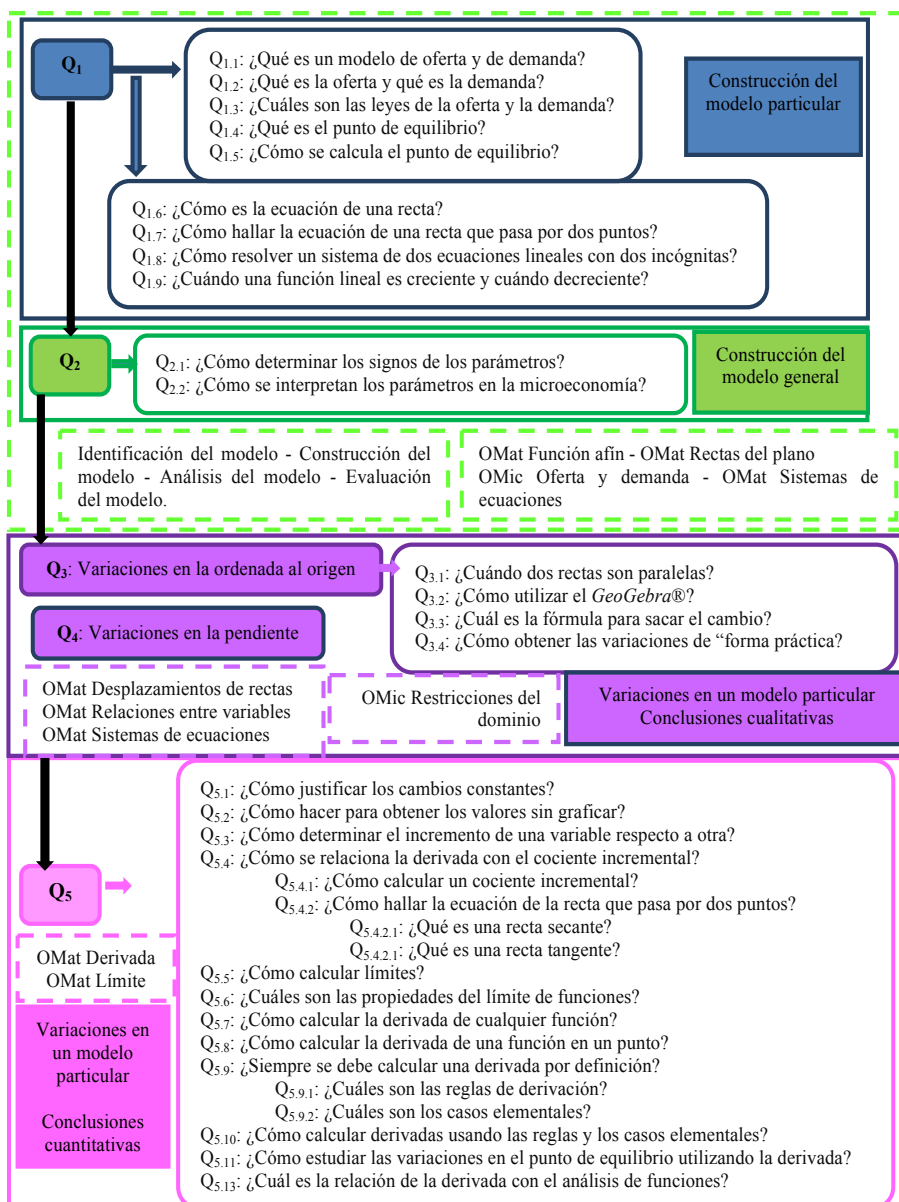 Q1
Q1.1: ¿Qué es un modelo de oferta y de demanda?
Q1.2: ¿Qué es la oferta y qué es la demanda?
Q1.3: ¿Cuáles son las leyes de la oferta y la demanda?
Q1.4: ¿Qué es el punto de equilibrio?
Q1.5: ¿Cómo se calcula el punto de equilibrio?
Construcción del
modelo particular
Q1.6: ¿Cómo es la ecuación de una recta?
Q1.7: ¿Cómo hallar la ecuación de una recta que pasa por dos puntos?
Q1.8: ¿Cómo resolver un sistema de dos ecuaciones lineales con dos incógnitas?
Q1.9: ¿Cuándo una función lineal es creciente y cuándo decreciente?
Q2
Q2.1: ¿Cómo determinar los signos de los parámetros?
Q2.2: ¿Cómo se interpretan los parámetros en la microeconomía?
Construcción del
modelo general
Identificación del modelo - Construcción del
modelo - Análisis del modelo - Evaluación
del modelo.
OMat Función afín - OMat Rectas del plano
OMic Oferta y demanda - OMat Sistemas de
ecuaciones
Q3: Variaciones en la ordenada al origen
Q4: Variaciones en la pendiente
Q3.1: ¿Cuándo dos rectas son paralelas?
Q3.2: ¿Cómo utilizar el GeoGebra®?
Q3.3: ¿Cuál es la fórmula para sacar el cambio?
Q3.4: ¿Cómo obtener las variaciones de “forma práctica?
OMat Desplazamientos de rectas
OMat Relaciones entre variables
OMat Sistemas de ecuaciones
OMic Restricciones del
dominio
Variaciones en un modelo particular
Conclusiones cualitativas
Q5
Q5.1: ¿Cómo justificar los cambios constantes?
Q5.2: ¿Cómo hacer para obtener los valores sin graficar?
Q5.3: ¿Cómo determinar el incremento de una variable respecto a otra?
Q5.4: ¿Cómo se relaciona la derivada con el cociente incremental?
Q5.4.1: ¿Cómo calcular un cociente incremental?
Q5.4.2: ¿Cómo hallar la ecuación de la recta que pasa por dos puntos?
Q5.4.2.1: ¿Qué es una recta secante?
Q5.4.2.1: ¿Qué es una recta tangente?
Q5.5: ¿Cómo calcular límites?
Q5.6: ¿Cuáles son las propiedades del límite de funciones?
Q5.7: ¿Cómo calcular la derivada de cualquier función?
Q5.8: ¿Cómo calcular la derivada de una función en un punto?
Q5.9: ¿Siempre se debe calcular una derivada por definición?
Q5.9.1: ¿Cuáles son las reglas de derivación?
Q5.9.2: ¿Cuáles son los casos elementales?
Q5.10: ¿Cómo calcular derivadas usando las reglas y los casos elementales?
Q5.11: ¿Cómo estudiar las variaciones en el punto de equilibrio utilizando la derivada?
Q5.13: ¿Cuál es la relación de la derivada con el análisis de funciones?
OMat Derivada
OMat Límite
Variaciones en
un modelo
particular
Conclusiones
cuantitativas